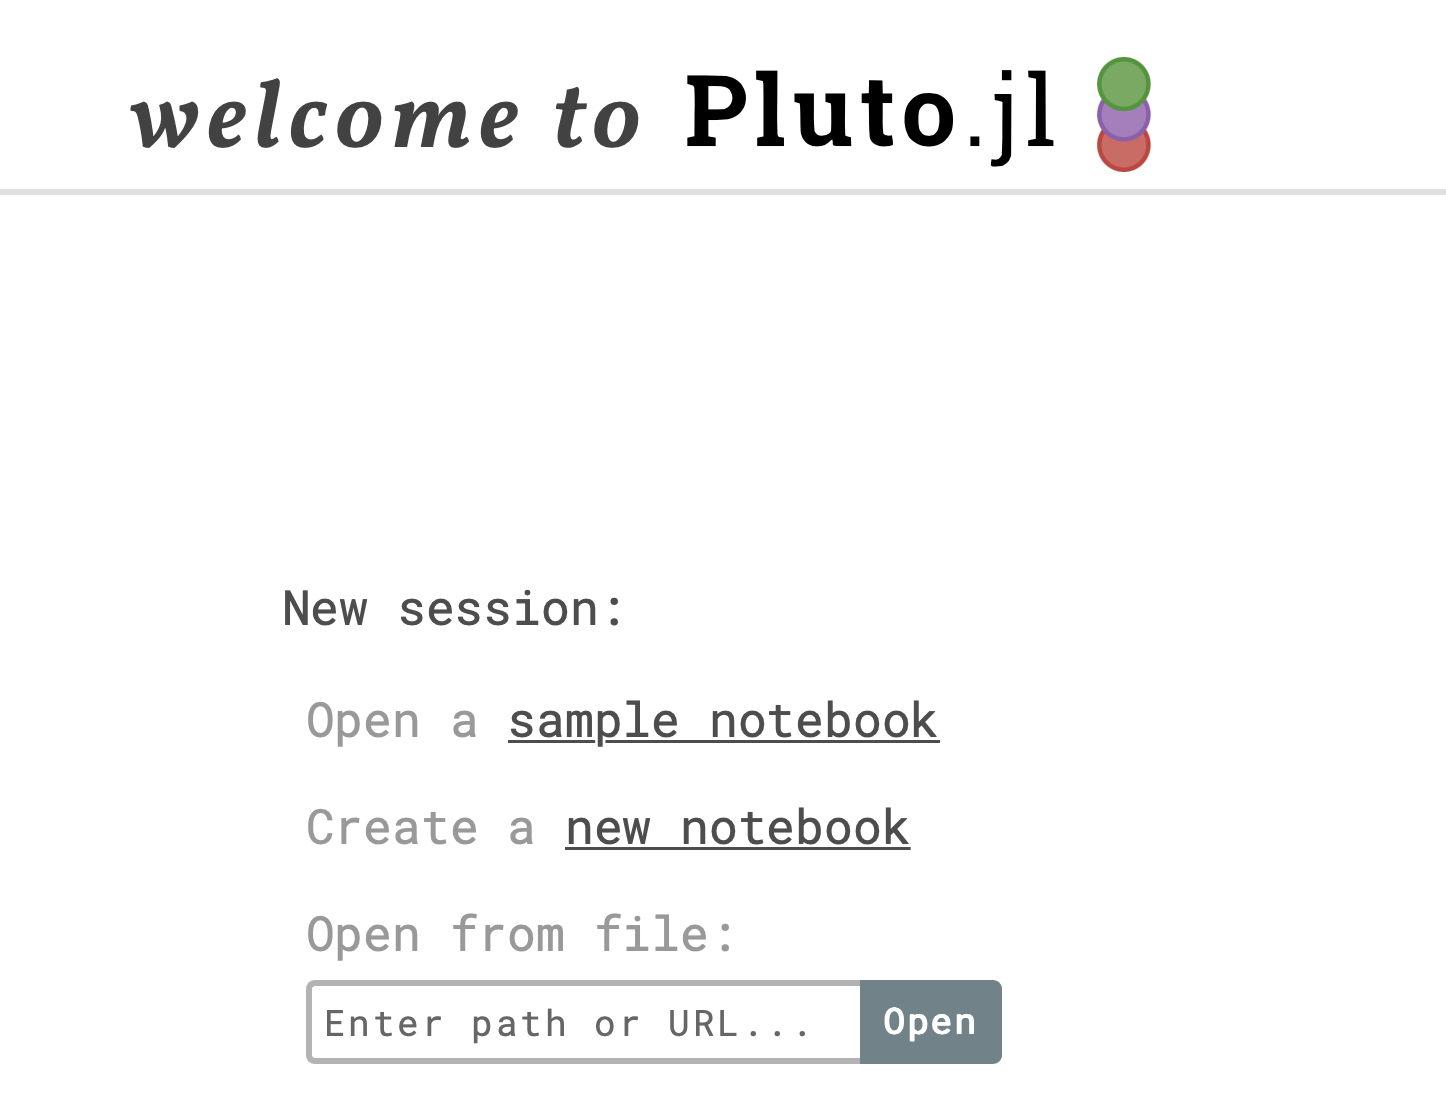 welcome to Pluto.jl
New session:
Open a sample notebook
Create a new notebook
Open from file:
Enter path or URL... Open